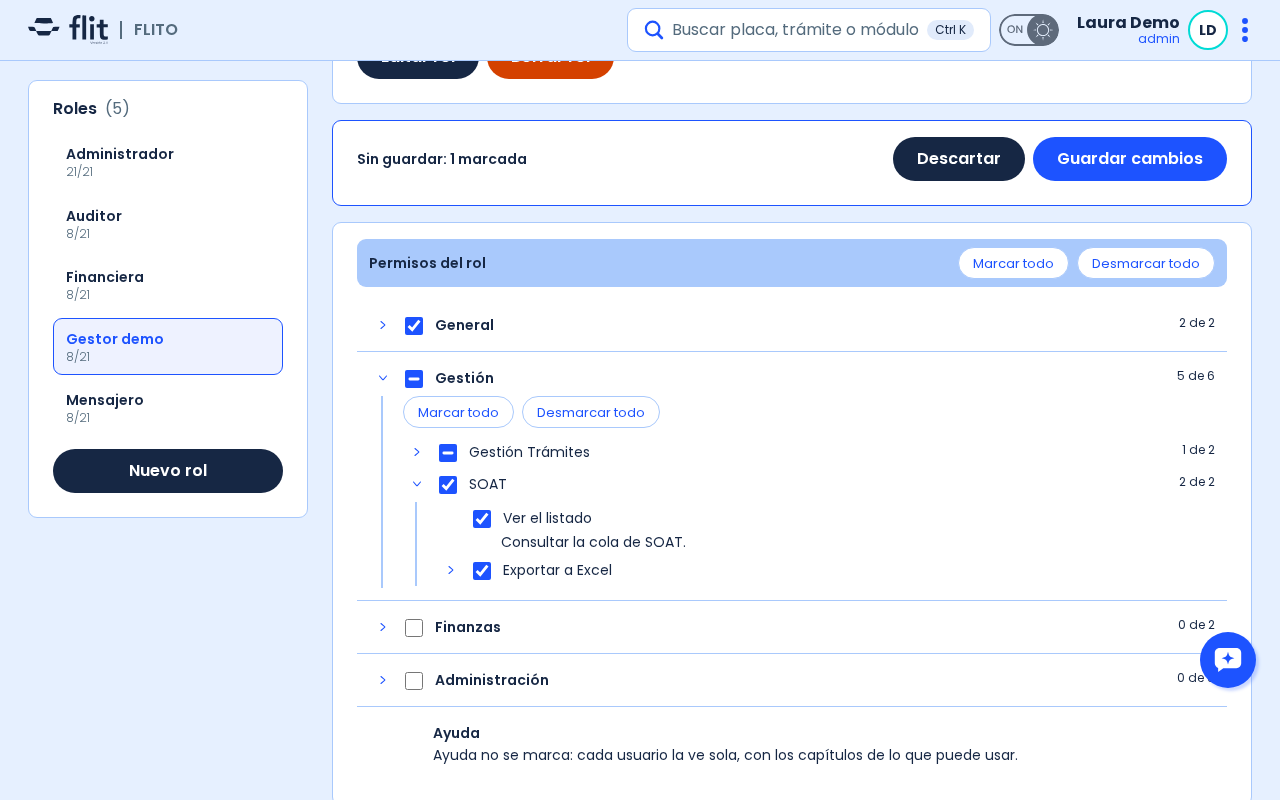 flit
FLITO
Buscar placa, trámite o módulo
Ctrl K
ON
Laura Demo
admin
LD
Roles (5)
Administrador
21/21
Auditor
8/21
Financiera
8/21
Gestor demo
8/21
Mensajero
8/21
Nuevo rol
Sin guardar: 1 marcada
Descartar
Guardar cambios
Permisos del rol
Marcar todo
Desmarcar todo
General
2 de 2
Gestión
5 de 6
Marcar todo
Desmarcar todo
Gestión Trámites
1 de 2
SOAT
2 de 2
Ver el listado
Consultar la cola de SOAT.
Exportar a Excel
Finanzas
0 de 2
Administración
0 de
Ayuda
Ayuda no se marca: cada usuario la ve sola, con los capítulos de lo que puede usar.